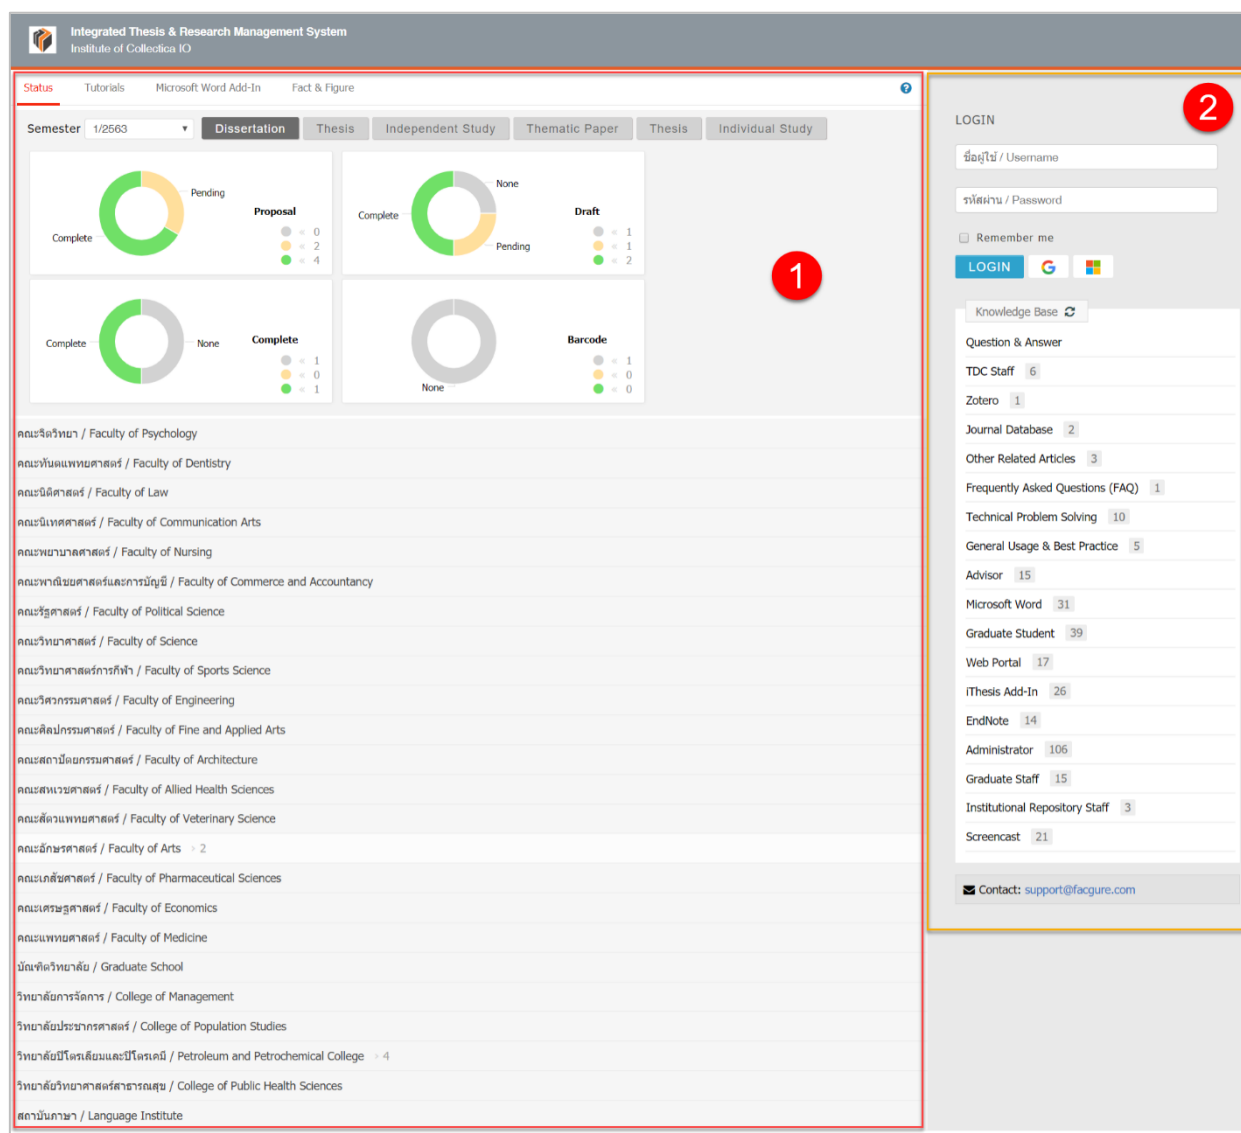 Integrated Thesis & Research Management System
Institute of Collectica IO
Status Tutorials Microsoft Word Add-In Fact & Figure
Semester 1/2563 Dissertation Thesis Independent Study Thematic Paper Thesis Individual Study
Pending
Complete
Proposal
« 0
« 2
« 4
None
Complete
Pending
Draft
« 1
« 1
« 2
Complete
None
Complete
« 1
« 0
« 1
None
Barcode
« 1
« 0
« 0
1
คณะจิตวิทยา / Faculty of Psychology
คณะทันตแพทยศาสตร์ / Faculty of Dentistry
คณะนิติศาสตร์ / Faculty of Law
คณะนิเทศศาสตร์ / Faculty of Communication Arts
คณะพยาบาลศาสตร์ / Faculty of Nursing
คณะพาณิชยศาสตร์และการบัญชี / Faculty of Commerce and Accountancy
คณะรัฐศาสตร์ / Faculty of Political Science
คณะวิทยาศาสตร์ / Faculty of Science
คณะวิทยาศาสตร์การกีฬา / Faculty of Sports Science
คณะวิศวกรรมศาสตร์ / Faculty of Engineering
คณะศิลปกรรมศาสตร์ / Faculty of Fine and Applied Arts
คณะสถาปัตยกรรมศาสตร์ / Faculty of Architecture
คณะสหเวชศาสตร์ / Faculty of Allied Health Sciences
คณะสัตวแพทยศาสตร์ / Faculty of Veterinary Science
คณะอักษรศาสตร์ / Faculty of Arts › 2
คณะเภสัชศาสตร์ / Faculty of Pharmaceutical Sciences
คณะเศรษฐศาสตร์ / Faculty of Economics
คณะแพทยศาสตร์ / Faculty of Medicine
บัณฑิตวิทยาลัย / Graduate School
วิทยาลัยการจัดการ / College of Management
วิทยาลัยประชากรศาสตร์ / College of Population Studies
วิทยาลัยปิโตรเลียมและปิโตรเคมี / Petroleum and Petrochemical College › 4
วิทยาลัยวิทยาศาสตร์สาธารณสุข / College of Public Health Sciences
สถาบันภาษา / Language Institute
2
LOGIN
ชื่อผู้ใช้ / Username
รหัสผ่าน / Password
Remember me
LOGIN
Knowledge Base
Question & Answer
TDC Staff 6
Zotero 1
Journal Database 2
Other Related Articles 3
Frequently Asked Questions (FAQ) 1
Technical Problem Solving 10
General Usage & Best Practice 5
Advisor 15
Microsoft Word 31
Graduate Student 39
Web Portal 17
iThesis Add-In 26
EndNote 14
Administrator 106
Graduate Staff 15
Institutional Repository Staff 3
Screencast 21
Contact: support@facgure.com